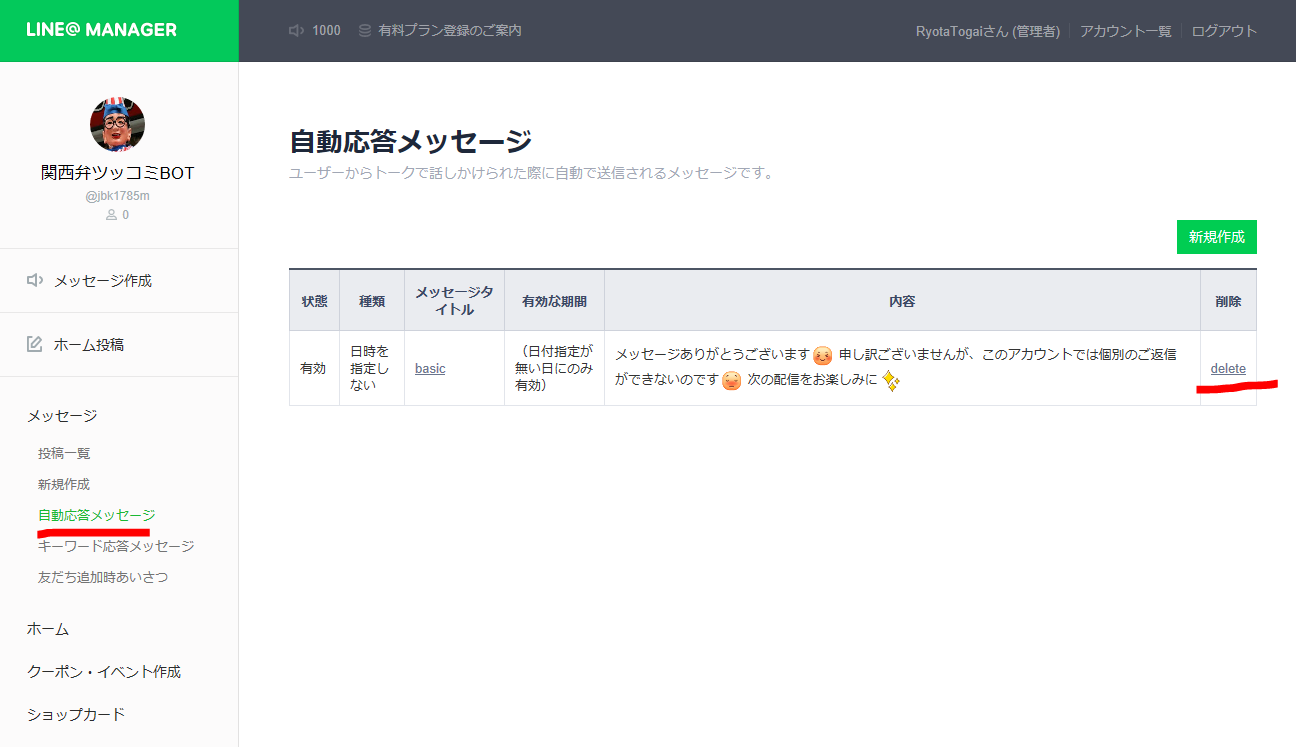 LINE@ MANAGER
1000 有料プラン登録のご案内
RyotaTogaiさん (管理者) アカウント一覧 ログアウト
関西弁ツッコミBOT
@jbk1785m
0
メッセージ作成
ホーム投稿
メッセージ
投稿一覧
新規作成
自動応答メッセージ
キーワード応答メッセージ
友だち追加時あいさつ
ホーム
クーポン・イベント作成
ショップカード
自動応答メッセージ
ユーザーからトークで話しかけられた際に自動で送信されるメッセージです。
新規作成
状態 種類 メッセージタ
イトル 有効な期間 内容 削除
有効
日時を
指定し
ない
basic
（日付指定が
無い日にのみ
有効）
メッセージありがとうございます 申し訳ございませんが、このアカウントでは個別のご返信
ができないのです 次の配信をお楽しみに
delete